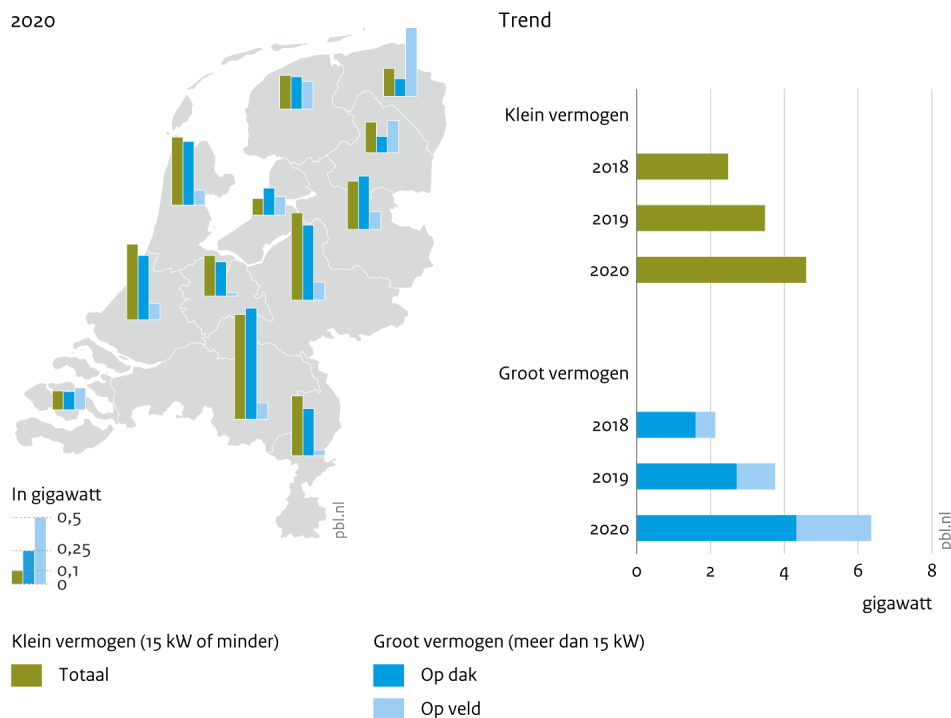 2020
In gigawatt
0,5
0,25
0,1
0
pbl.nl
Trend
Klein vermogen
2018
2019
2020
Groot vermogen
2018
2019
2020
0 2 4 6 8
gigawatt
pbl.nl
Klein vermogen (15 kW of minder)
Totaal
Groot vermogen (meer dan 15 kW)
Op dak
Op veld